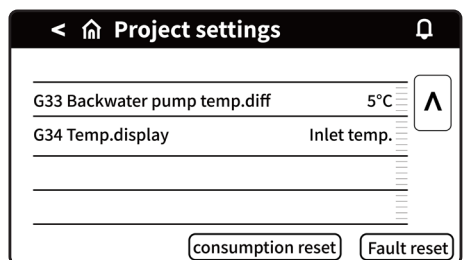 < Project settings
G33 Backwater pump temp.diff 5°C
G34 Temp.display Inlet temp.
consumption reset Fault reset